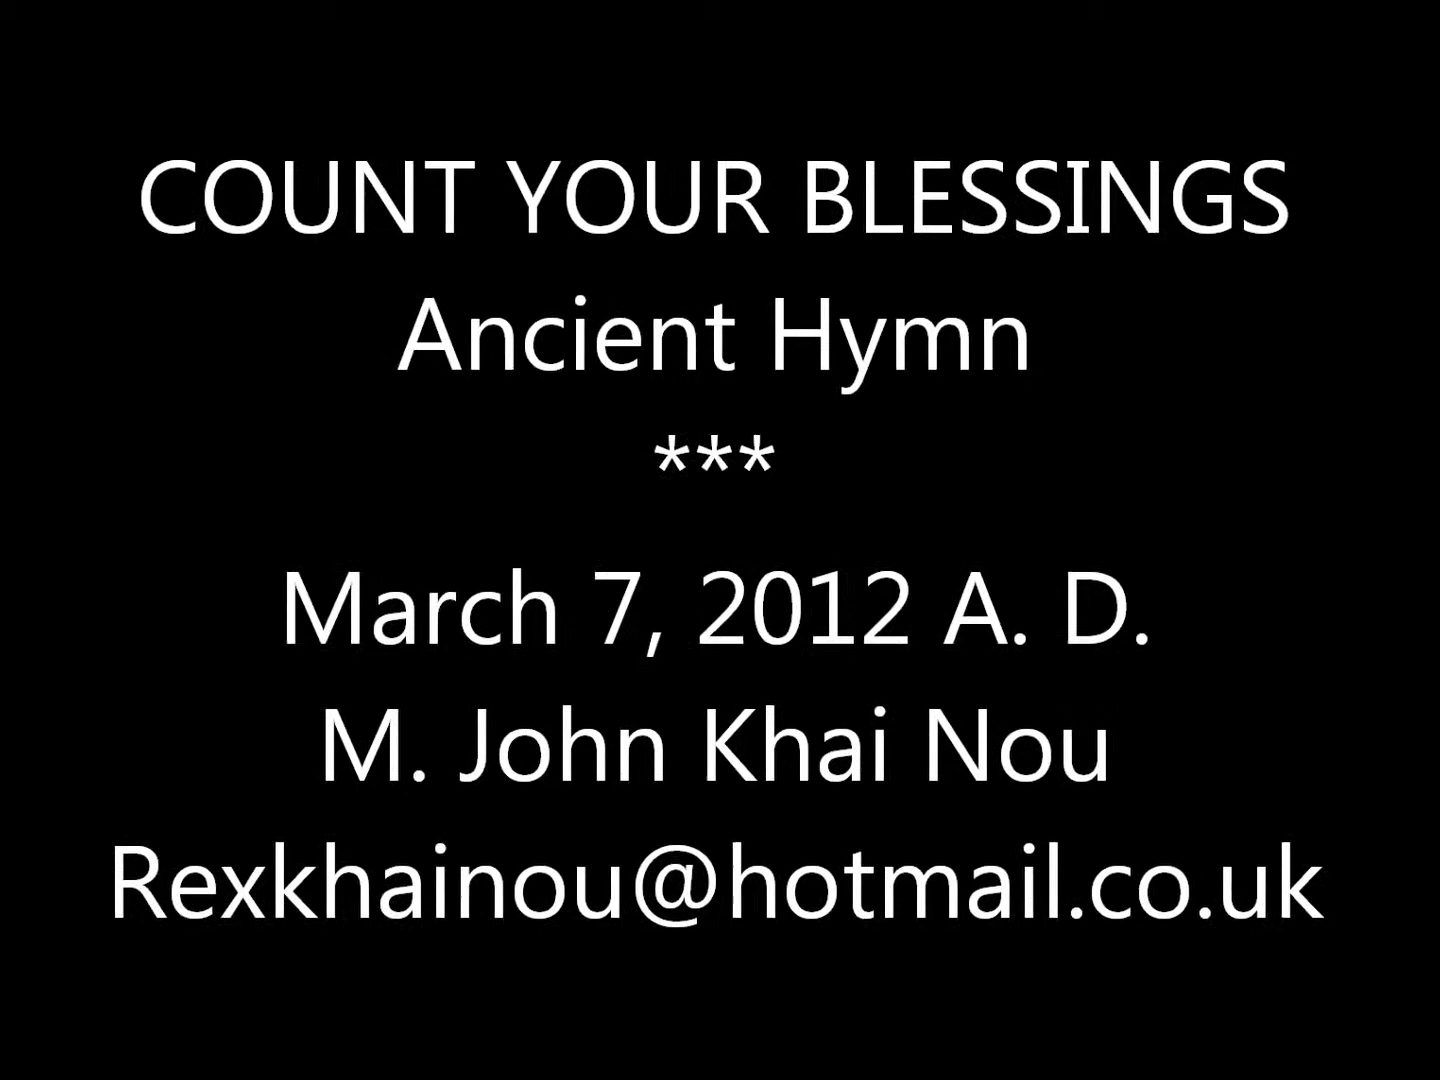 COUNT YOUR BLESSINGS
Ancient Hymn
***
March 7, 2012 A. D.
M. John Khai Nou
Rexkhainou@hotmail.co.uk